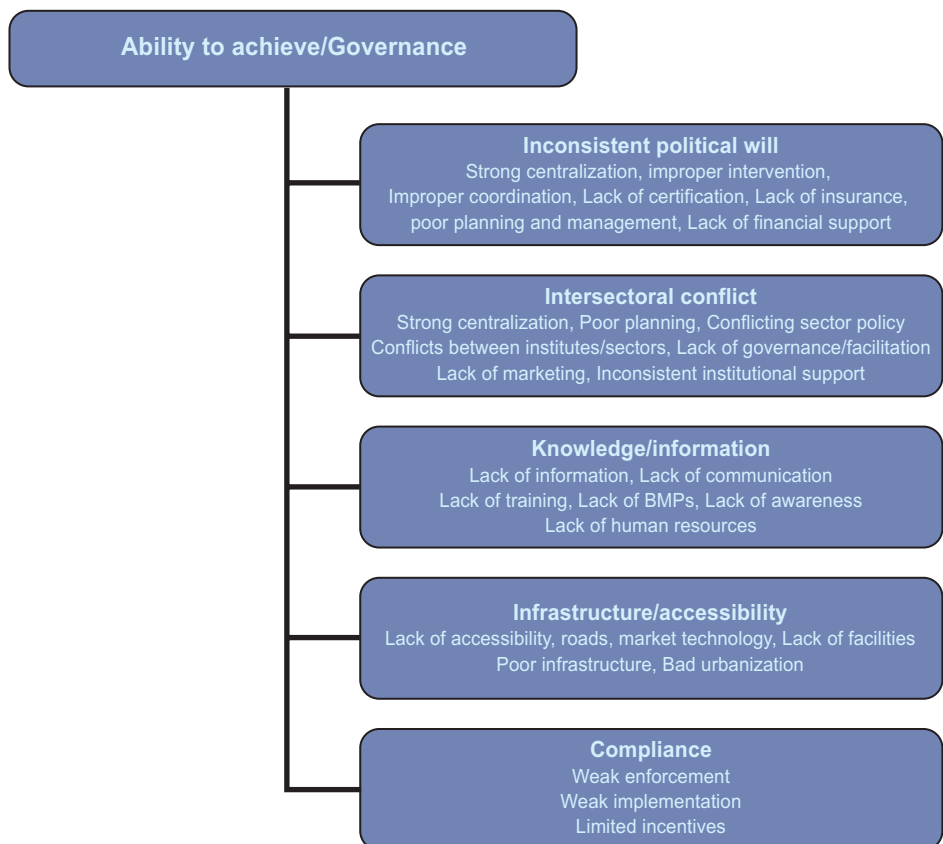 Ability to achieve/Governance
Inconsistent political will
Strong centralization, improper intervention,
Improper coordination, Lack of certification, Lack of insurance,
poor planning and management, Lack of financial support
Intersectoral conflict
Strong centralization, Poor planning, Conflicting sector policy
Conflicts between institutes/sectors, Lack of governance/facilitation
Lack of marketing, Inconsistent institutional support
Knowledge/information
Lack of information, Lack of communication
Lack of training, Lack of BMPs, Lack of awareness
Lack of human resources
Infrastructure/accessibility
Lack of accessibility, roads, market technology, Lack of facilities
Poor infrastructure, Bad urbanization
Compliance
Weak enforcement
Weak implementation
Limited incentives